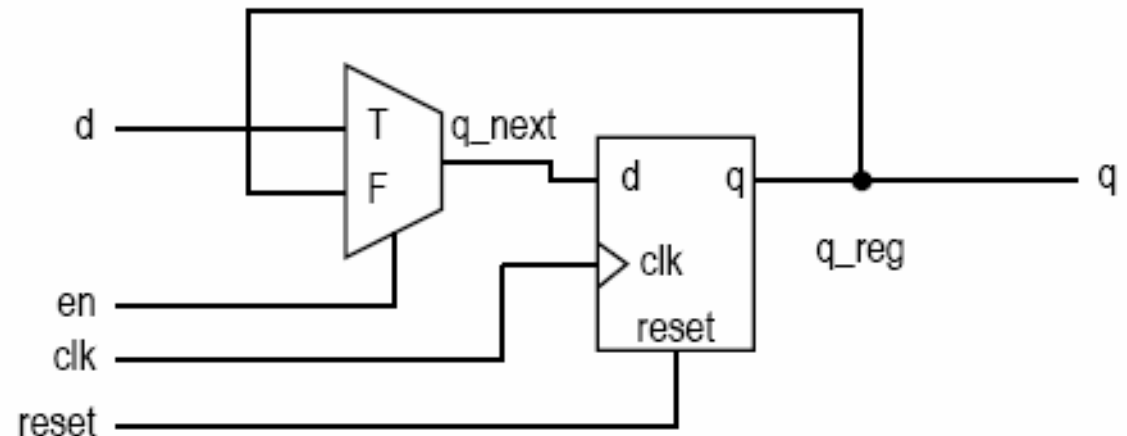 d
T
q_next
F
d
q
q
q_reg
clk
en
reset
clk
reset